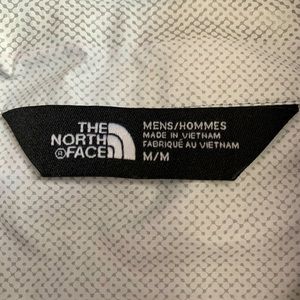 THE
NORTH
FACE
MENS/HOMMES
MADE IN VIETNAM
FABRIQUÉ AU VIETNAM
M/M